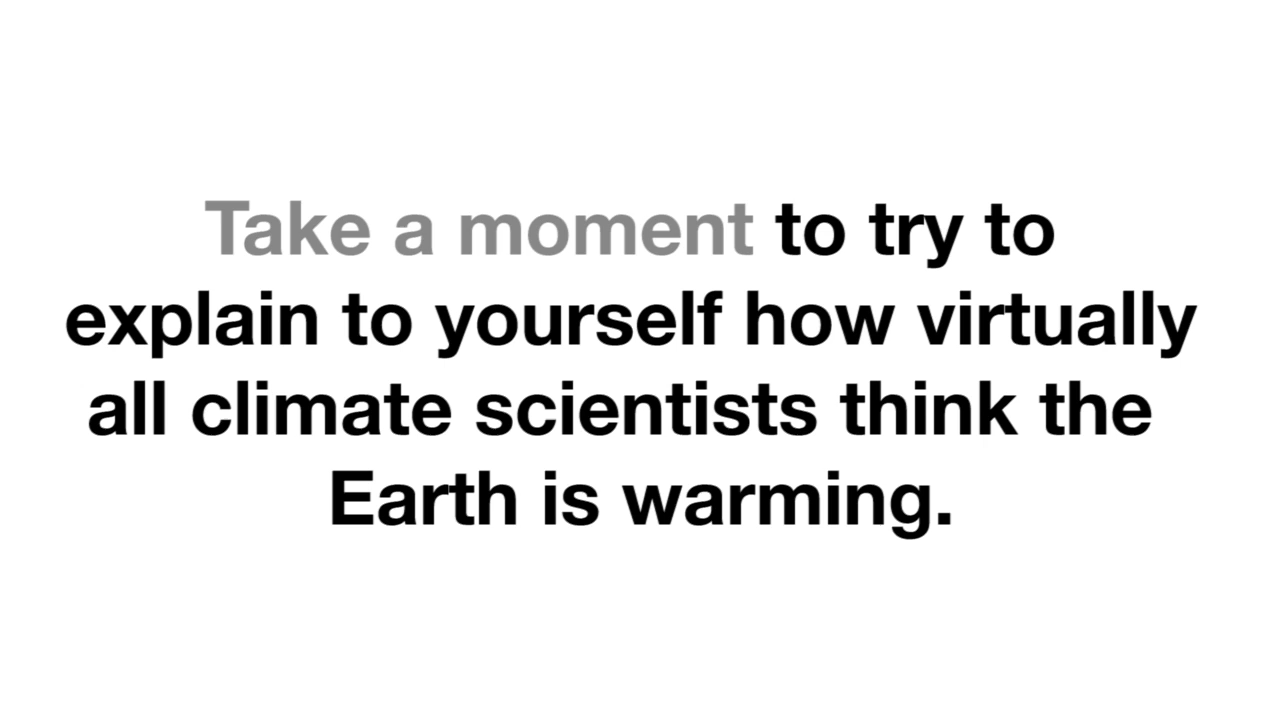 Take a moment to try to
explain to yourself how virtually
all climate scientists think the
Earth is warming.